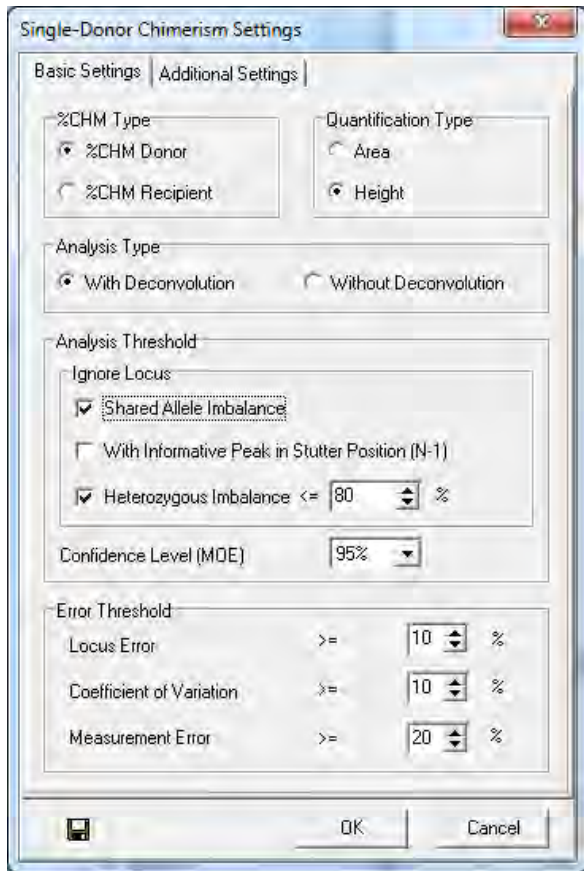 Single-Donor Chimerism Settings
Basic Settings Additional Settings
%CHM Type
%CHM Donor
%CHM Recipient
Quantification Type
Area
Height
Analysis Type
With Deconvolution Without Deconvolution
Analysis Threshold
Ignore Locus
Shared Allele Imbalance
With Informative Peak in Stutter Position (N-1)
Heterozygous Imbalance <= 80 %
Confidence Level (MOE) 95%
Error Threshold
Locus Error >= 10 %
Coefficient of Variation >= 10 %
Measurement Error >= 20 %
OK Cancel